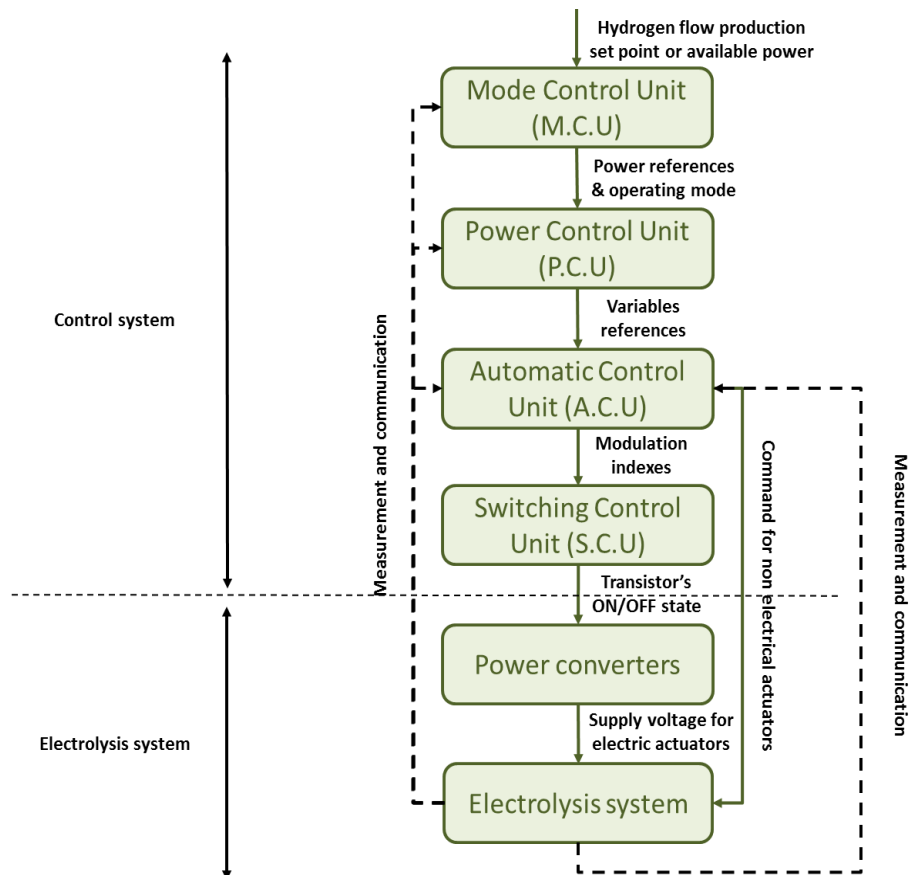 Hydrogen flow production
set point or available power
Mode Control Unit
(M.C.U)
Power references
& operating mode
Power Control Unit
(P.C.U)
Variables
references
Control system
Measurement and communication
Automatic Control
Unit (A.C.U)
Modulation
indexes
Command for non electrical actuators
Measurement and communication
Switching Control
Unit (S.C.U)
Transistor's
ON/OFF state
Power converters
Supply voltage for
electric actuators
Electrolysis system
Electrolysis system